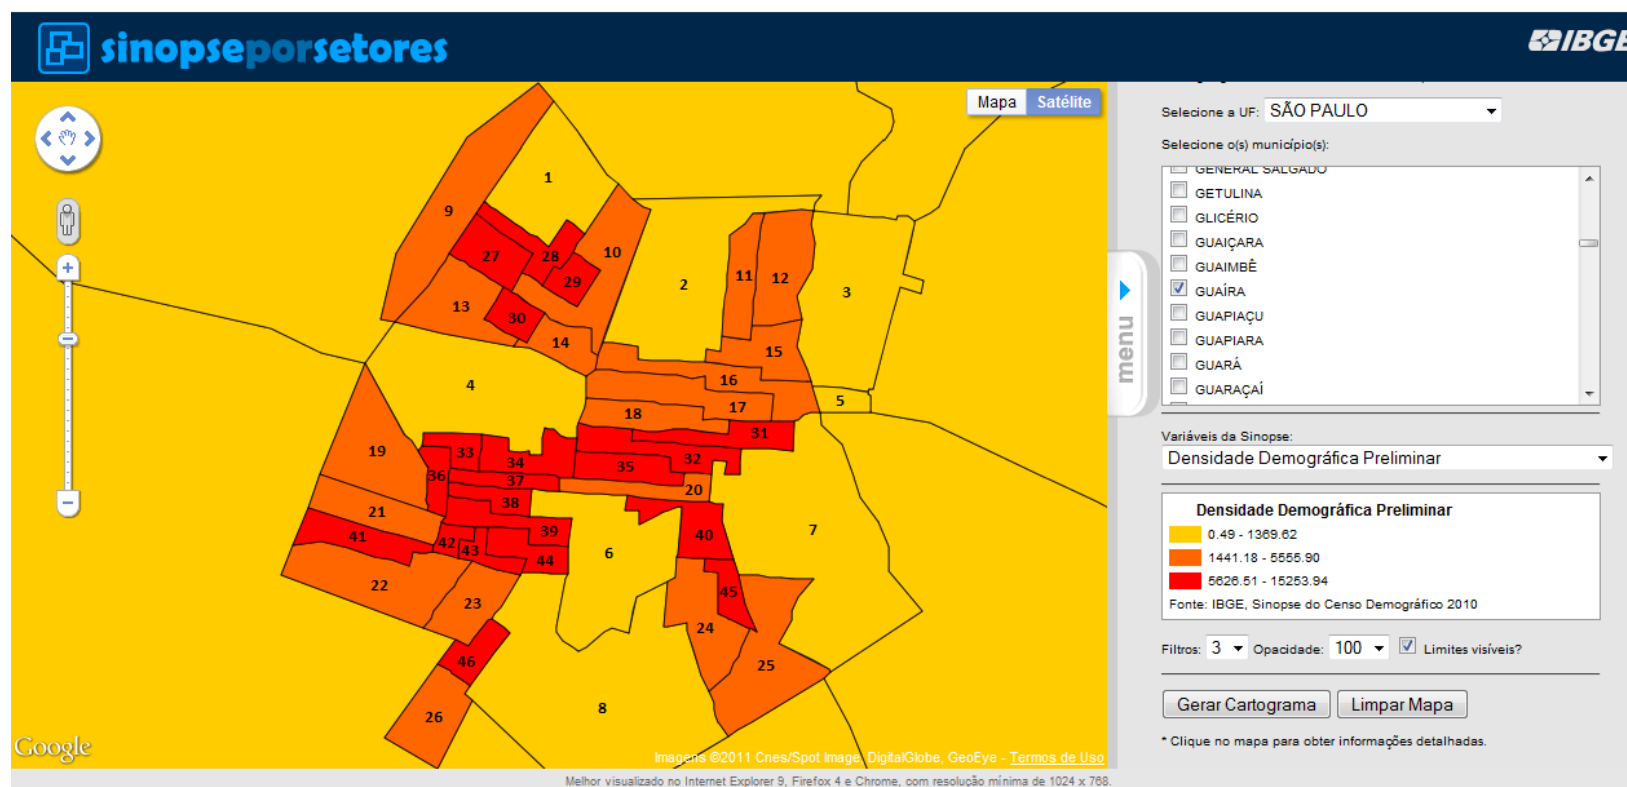 sinopseporsetores
IBGE
Mapa
Satélite
1
9
10
27
28
29
2
11
12
3
13
30
14
15
4
16
5
18
17
31
19
33
34
32
36
35
37
20
38
21
39
40
7
41
42
43
6
44
22
45
23
24
46
25
26
8
Google
Imagens ©2011 Cnes/Spot Image, DigitalGlobe, GeoEye - Termos de Uso
menu
Selecione a UF: SÃO PAULO
Selecione o(s) município(s):
GENERAL SALGADO
GETULINA
GLICÉRIO
GUAIÇARA
GUAIMBÊ
GUAÍRA
GUAPIAÇU
GUAPIARA
GUARÁ
GUARAÇAÍ
Variáveis da Sinopse:
Densidade Demográfica Preliminar
Densidade Demográfica Preliminar
0.49 - 1369.62
1441.18 - 5555.90
5626.51 - 15253.94
Fonte: IBGE, Sinopse do Censo Demográfico 2010
Filtros: 3 Opacidade: 100 Limites visíveis?
Gerar Cartograma
Limpar Mapa
* Clique no mapa para obter informações detalhadas.
Melhor visualizado no Internet Explorer 9, Firefox 4 e Chrome, com resolução mínima de 1024 x 768.